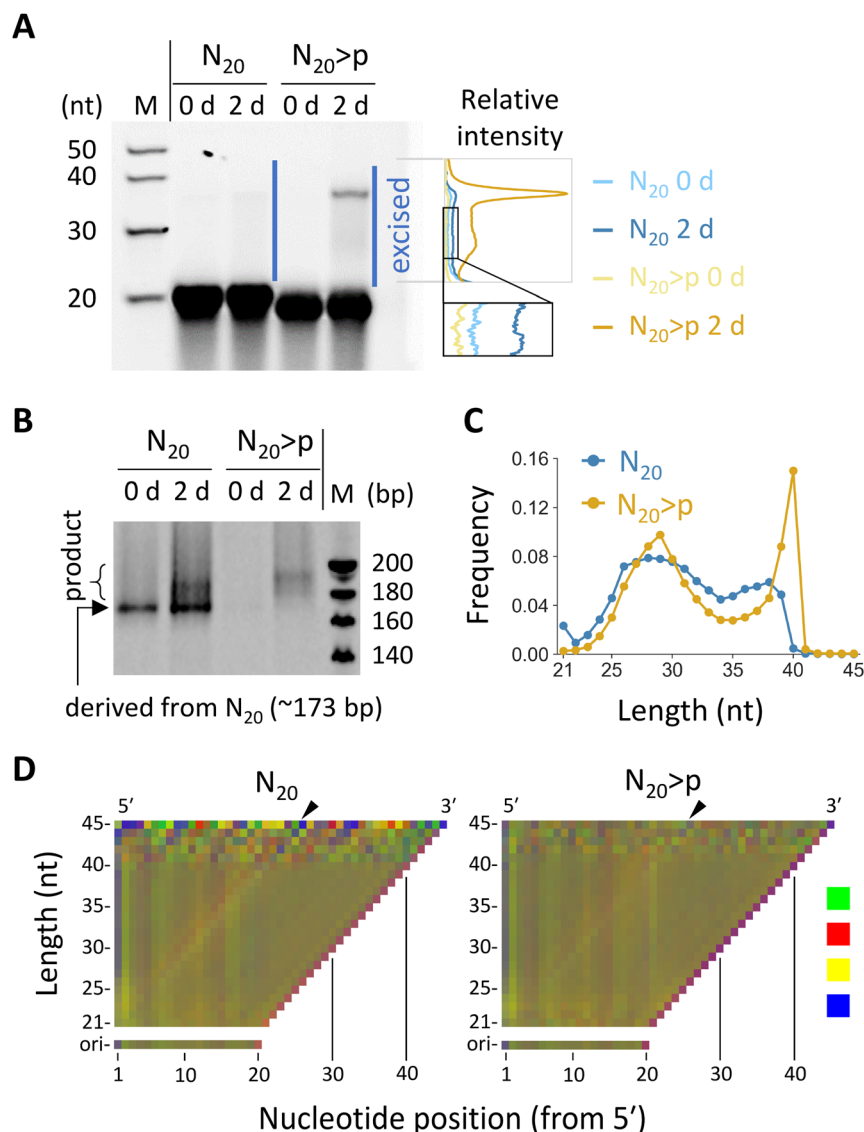 A
N20 N20>p
(nt) M 0 d 2 d 0 d 2 d
Relative
intensity
50
40
30
20
excised
N20 0 d
N20 2 d
N20>p 0 d
N20>p 2 d
B
N20 N20>p
0 d 2 d 0 d 2 d M (bp)
product
200
180
160
140
derived from N20 (~173 bp)
C
N20
N20>p
Frequency
0.16
0.12
0.08
0.04
0.00
21 25 30 35 40 45
Length (nt)
D
N20 N20>p
5′ 3′ 5′ 3′
Length (nt)
45-
40-
35-
30-
25-
21-
ori-
1 10 20 30 40
45-
40-
35-
30-
25-
21-
ori-
1 10 20 30 40
Nucleotide position (from 5′)